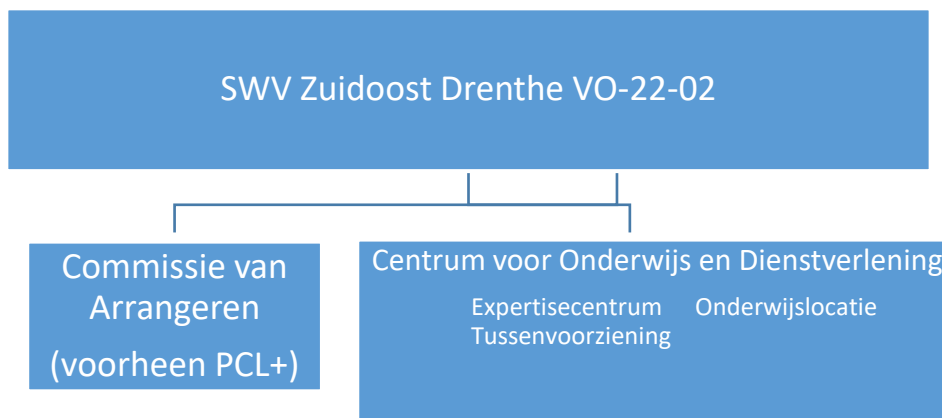 SWV Zuidoost Drenthe VO-22-02
Commissie van
Arrangeren
(voorheen PCL+)
Centrum voor Onderwijs en Dienstverlening
Expertisecentrum Onderwijslocatie
Tussenvoorziening